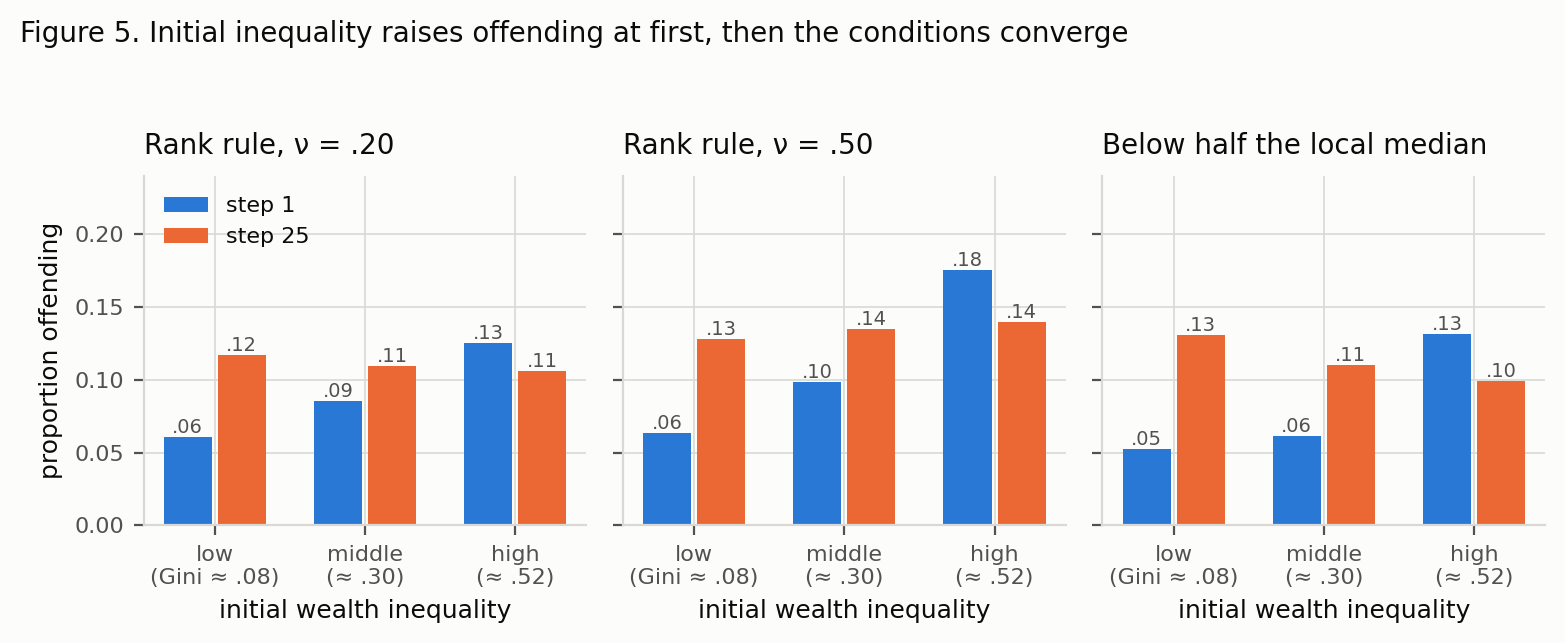 Figure 5. Initial inequality raises offending at first, then the conditions converge
Rank rule, ν = .20
Rank rule, ν = .50
Below half the local median
step 1
step 25
proportion offending
0.20
0.15
0.10
0.05
0.00
.06
.12
.09
.11
.13
.11
.06
.13
.10
.14
.18
.14
.05
.13
.06
.11
.13
.10
low
(Gini ≈ .08)
middle
(≈ .30)
high
(≈ .52)
initial wealth inequality
low
(Gini ≈ .08)
middle
(≈ .30)
high
(≈ .52)
initial wealth inequality
low
(Gini ≈ .08)
middle
(≈ .30)
high
(≈ .52)
initial wealth inequality